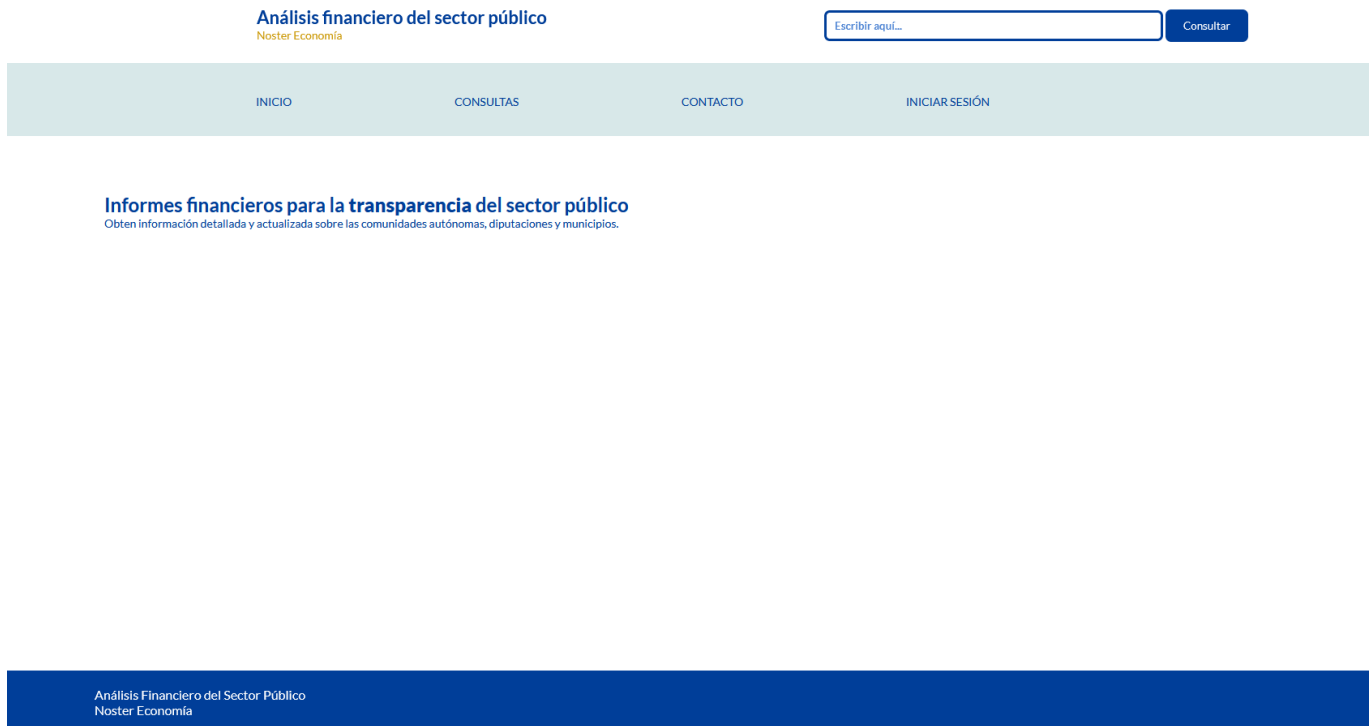 Análisis financiero del sector público
Noster Economía
Escribir aquí...
Consultar
INICIO
CONSULTAS
CONTACTO
INICIAR SESIÓN
Informes financieros para la transparencia del sector público
Obten información detallada y actualizada sobre las comunidades autónomas, diputaciones y municipios.
Análisis Financiero del Sector Público
Noster Economía